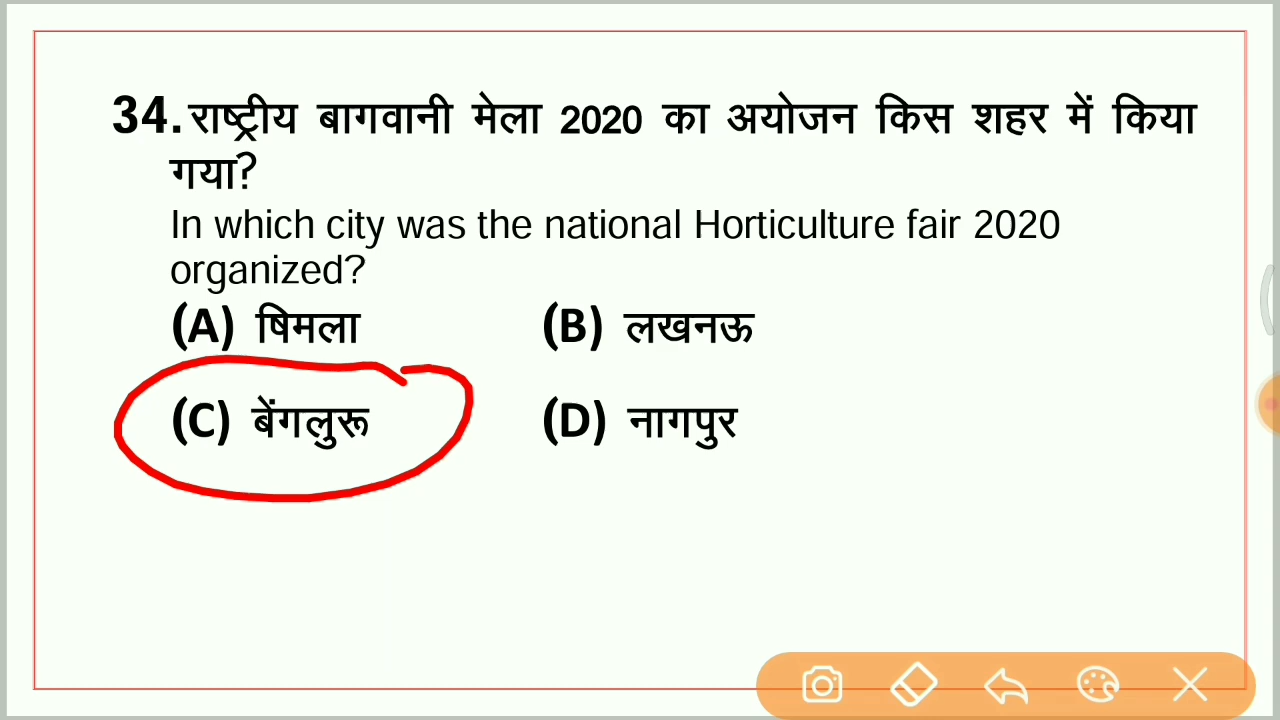 34. राष्ट्रीय बागवानी मेला 2020 का अयोजन किस शहर में किया
गया?
In which city was the national Horticulture fair 2020
organized?
(A) षिमला (B) लखनऊ
(C) बेंगलुरू (D) नागपुर